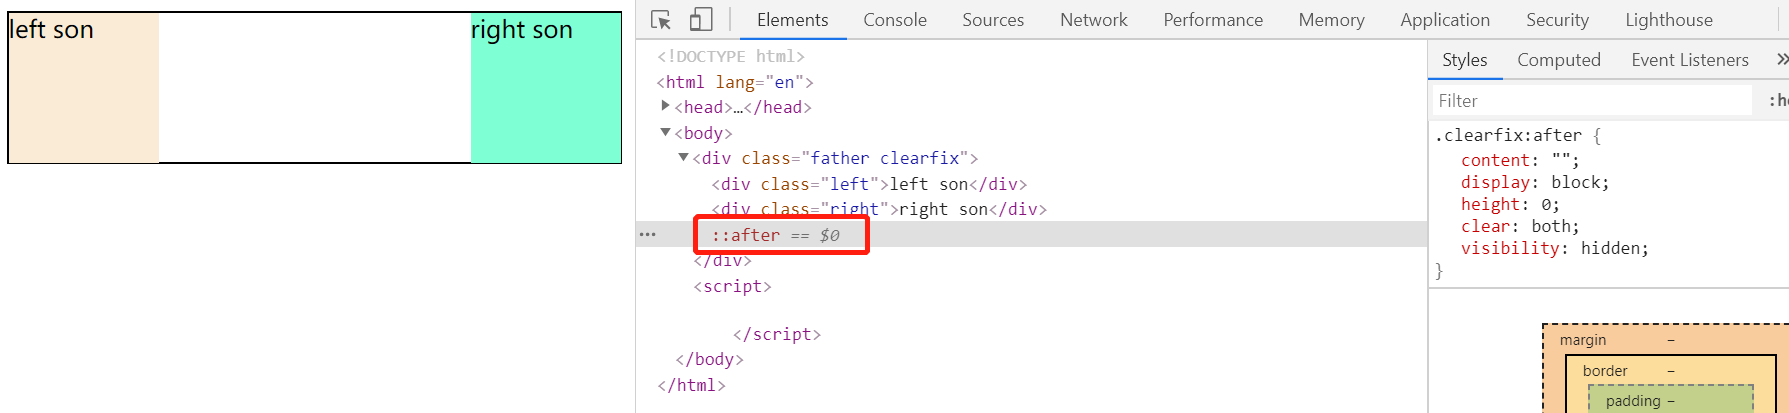 left son
right son
Elements Console Sources Network Performance Memory Application Security Lighthouse
<!DOCTYPE html>
<html lang="en">
<head>…</head>
<body>
<div class="father clearfix">
<div class="left">left son</div>
<div class="right">right son</div>
... ::after == $0
</div>
<script>
</script>
</body>
</html>
Styles Computed Event Listeners »
Filter
.clearfix:after {
content: "";
display: block;
height: 0;
clear: both;
visibility: hidden;
}
margin –
border –
padding –